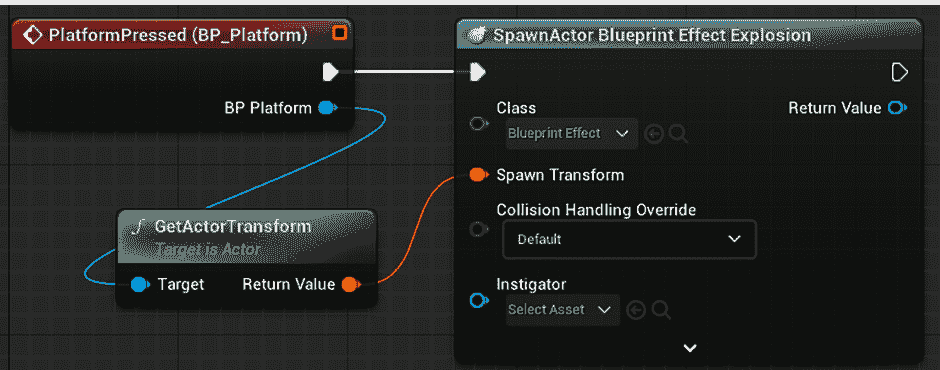 PlatformPressed (BP_Platform)
BP Platform
f GetActorTransform
Target is Actor
Target Return Value
SpawnActor Blueprint Effect Explosion
Class
Return Value
Blueprint Effect
Spawn Transform
Collision Handling Override
Default
Instigator
Select Asset